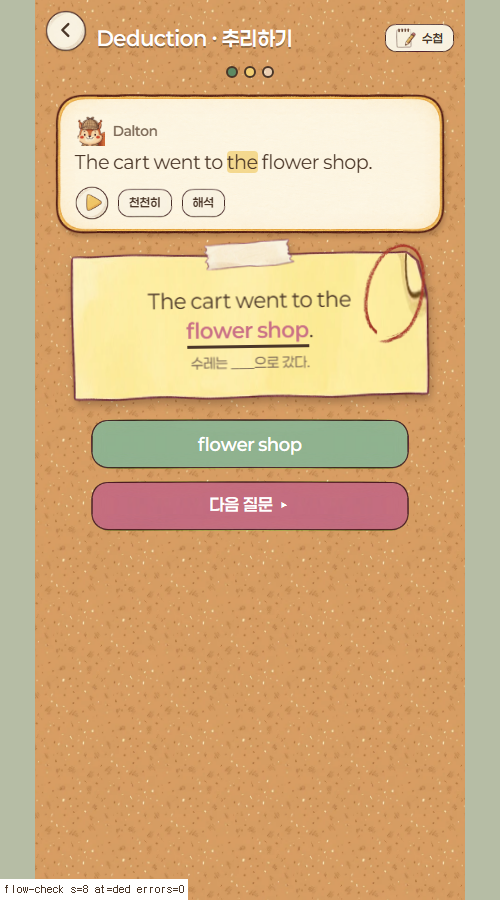 Deduction · 추리하기
수첩
Dalton
The cart went to the flower shop.
천천히
해석
The cart went to the
flower shop.
수레는 ___으로 갔다.
flower shop
다음 질문 ▸
flow-check s=8 at=ded errors=0